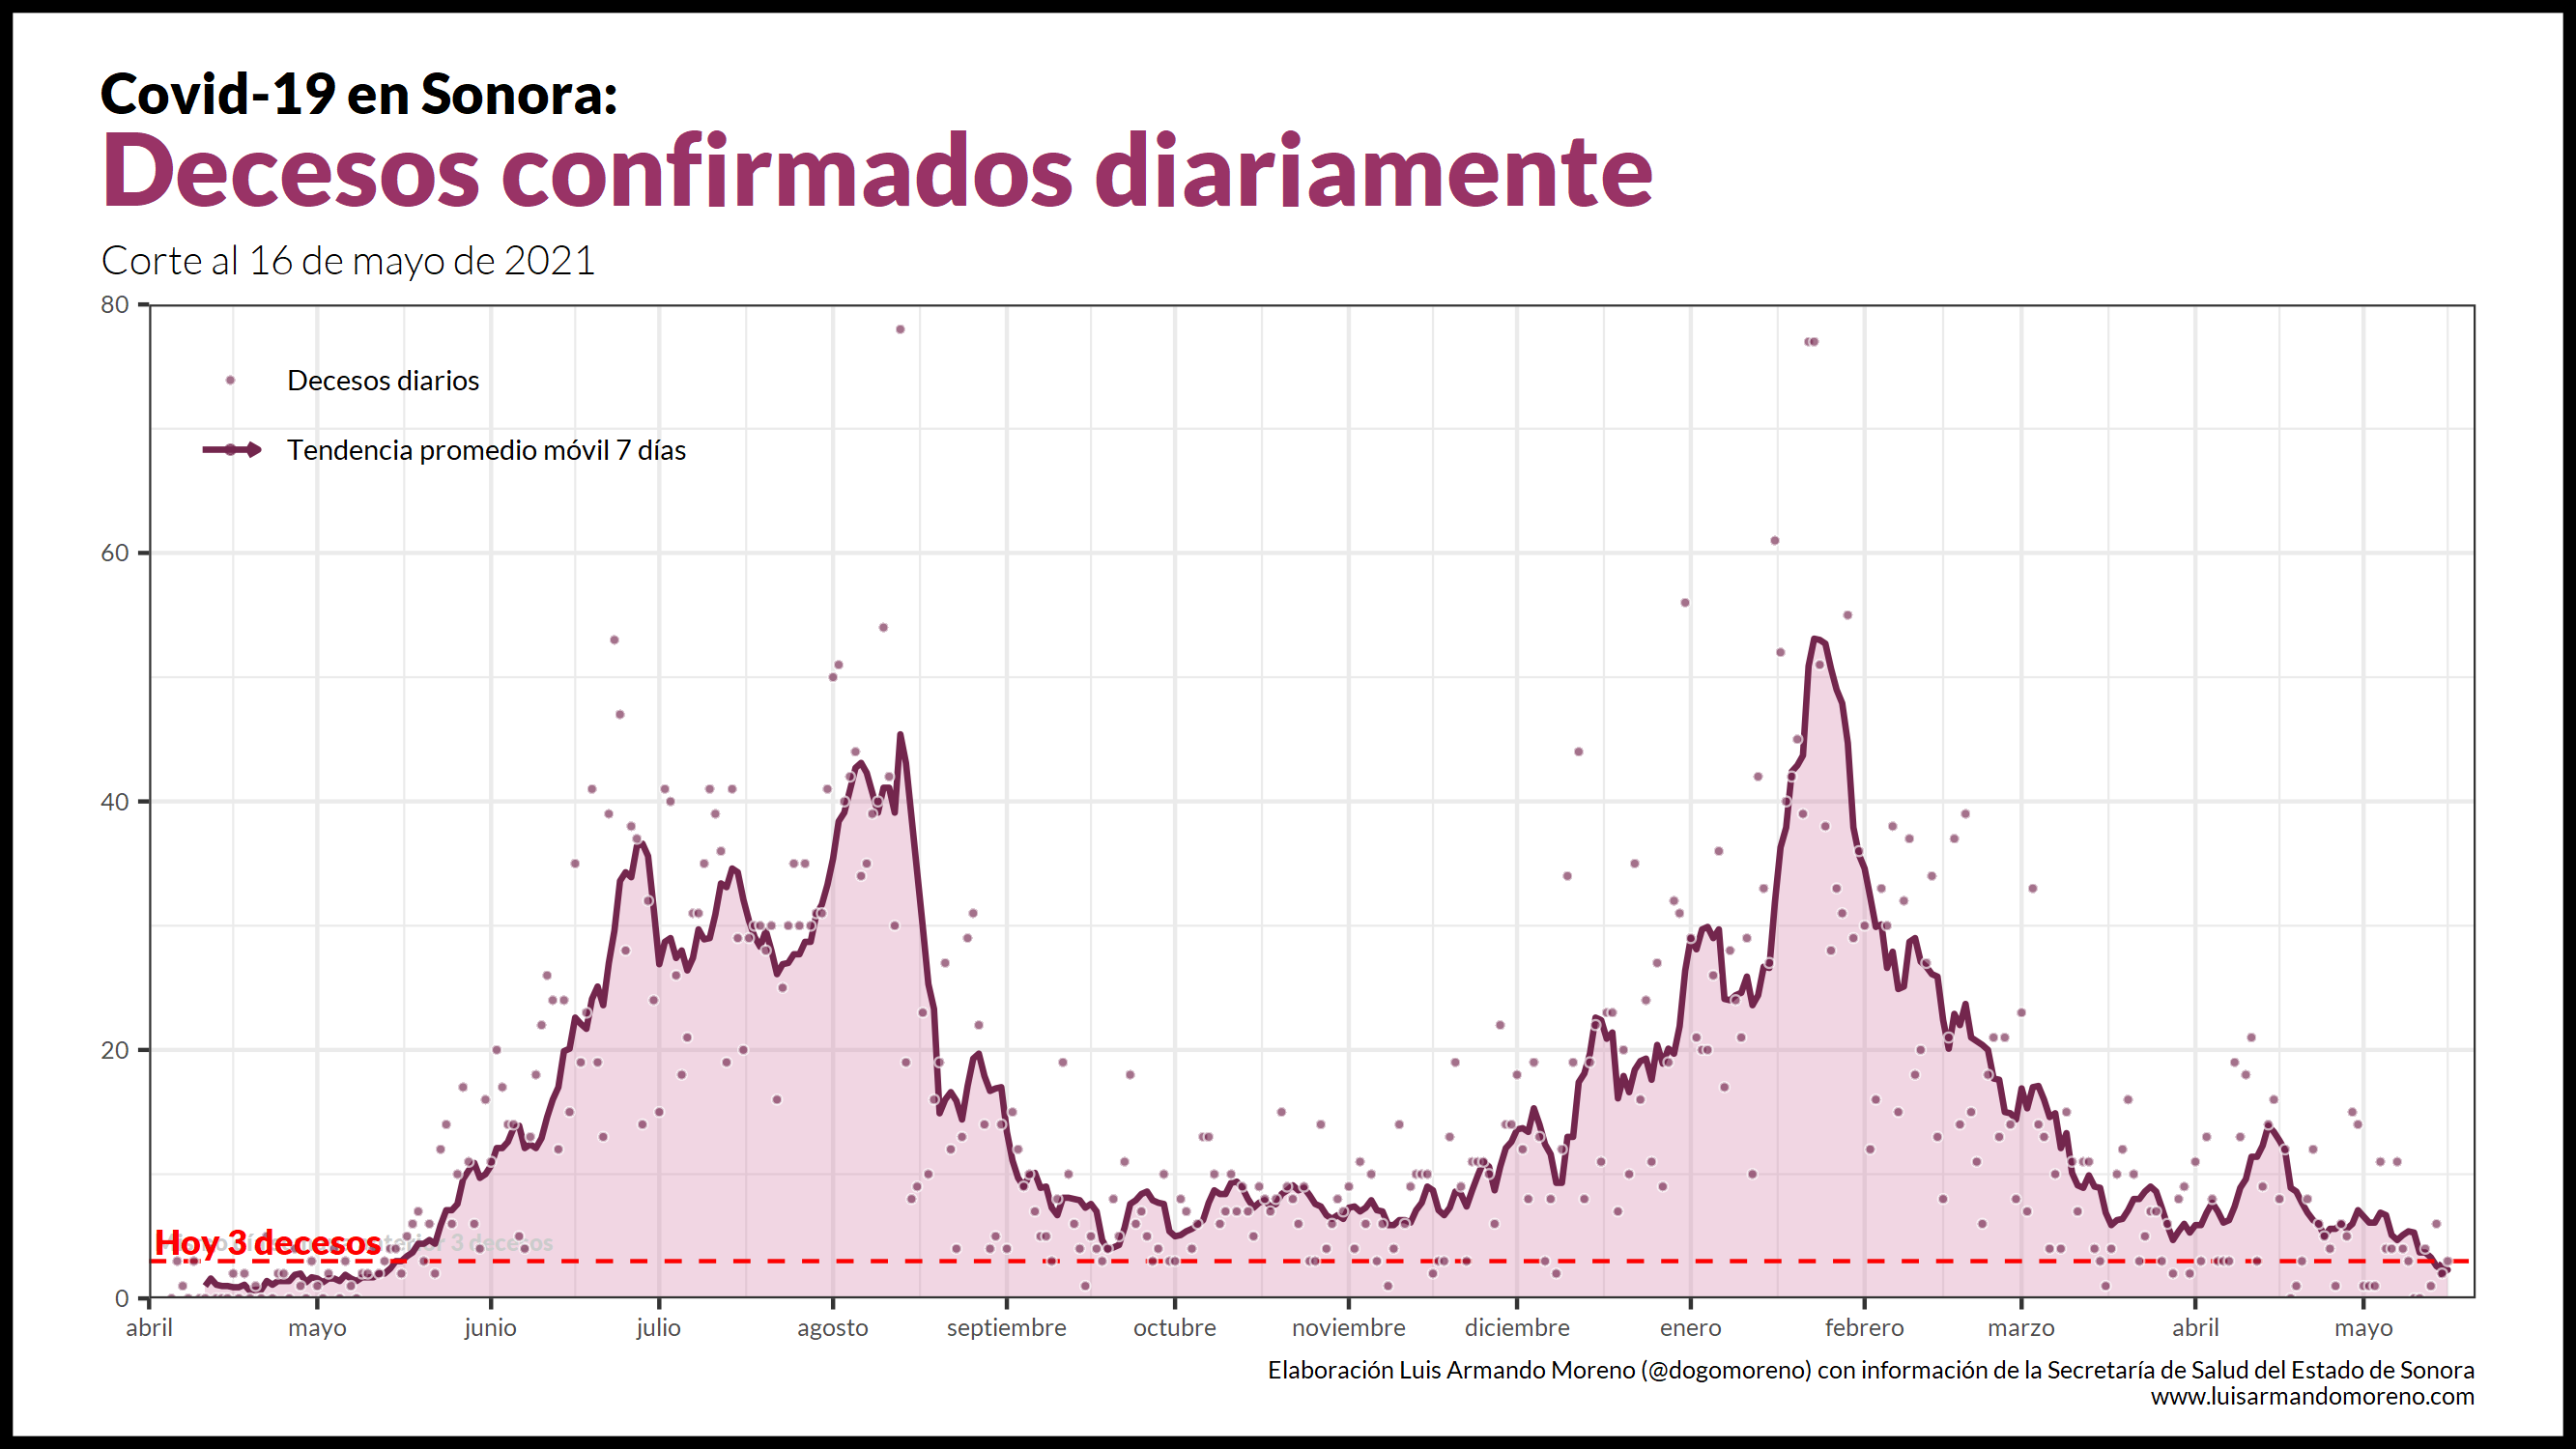 Covid-19 en Sonora:
Decesos confirmados diariamente
Corte al 16 de mayo de 2021
80
Decesos diarios
Tendencia promedio móvil 7 días
60
40
20
Hoy 3 decesos
3 decesos
0
abril mayo junio julio agosto septiembre octubre noviembre diciembre enero febrero marzo abril mayo
Elaboración Luis Armando Moreno (@dogomoreno) con información de la Secretaría de Salud del Estado de Sonora
www.luisarmandomoreno.com